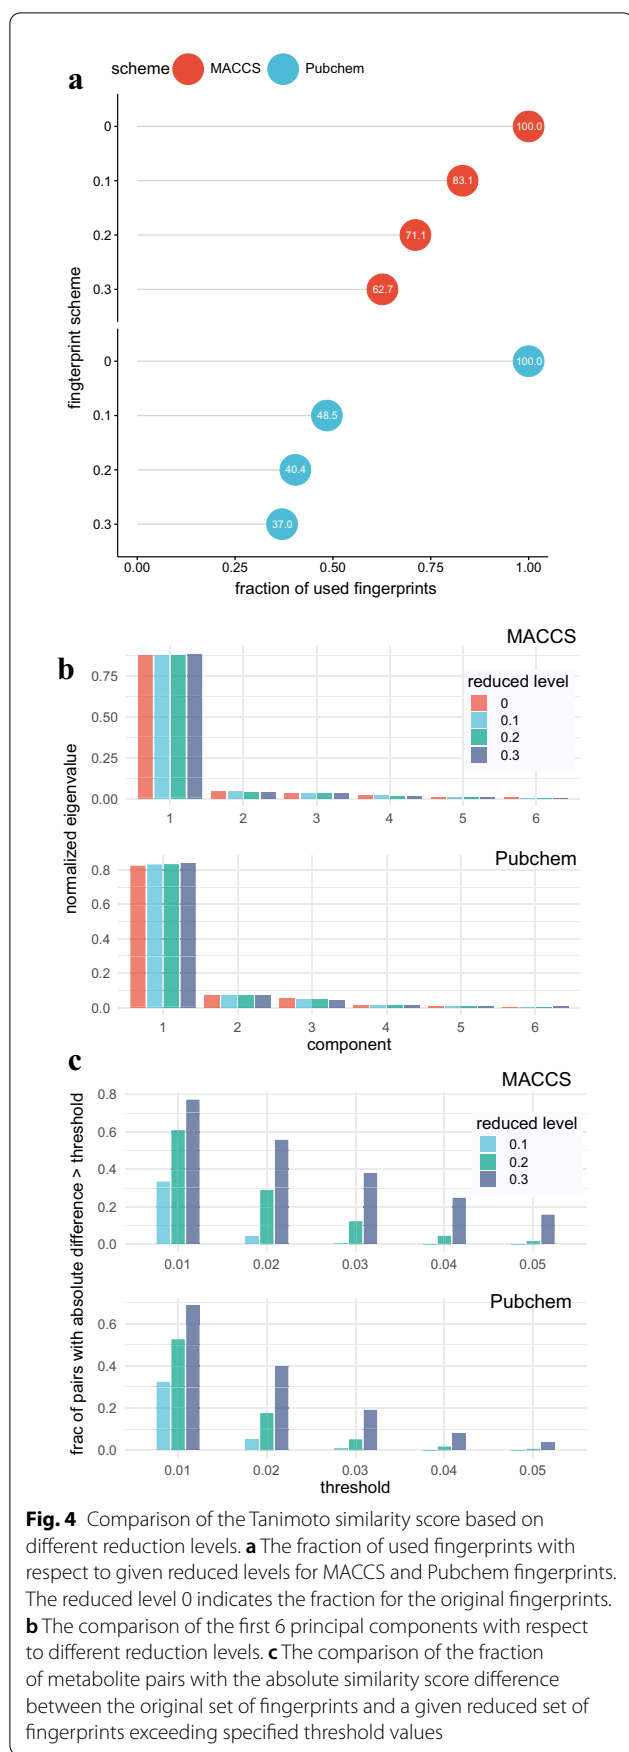 a
scheme MACCS Pubchem
0
100.0
0.1
83.1
0.2
71.1
0.3
62.7
fingterprint scheme
0
100.0
0.1
48.5
0.2
40.4
0.3
37.0
0.00 0.25 0.50 0.75 1.00
fraction of used fingerprints
b
MACCS
reduced level
0
0.1
0.2
0.3
0.75
0.50
0.25
0.00
1 2 3 4 5 6
normalized eigenvalue
Pubchem
0.8
0.6
0.4
0.2
0.0
1 2 3 4 5 6
component
c
MACCS
reduced level
0.1
0.2
0.3
0.8
0.6
0.4
0.2
0.0
0.01 0.02 0.03 0.04 0.05
frac of pairs with absolute difference > threshold
Pubchem
0.6
0.4
0.2
0.0
0.01 0.02 0.03 0.04 0.05
threshold
Fig. 4 Comparison of the Tanimoto similarity score based on
different reduction levels. a The fraction of used fingerprints with
respect to given reduced levels for MACCS and Pubchem fingerprints.
The reduced level 0 indicates the fraction for the original fingerprints.
b The comparison of the first 6 principal components with respect
to different reduction levels. c The comparison of the fraction
of metabolite pairs with the absolute similarity score difference
between the original set of fingerprints and a given reduced set of
fingerprints exceeding specified threshold values